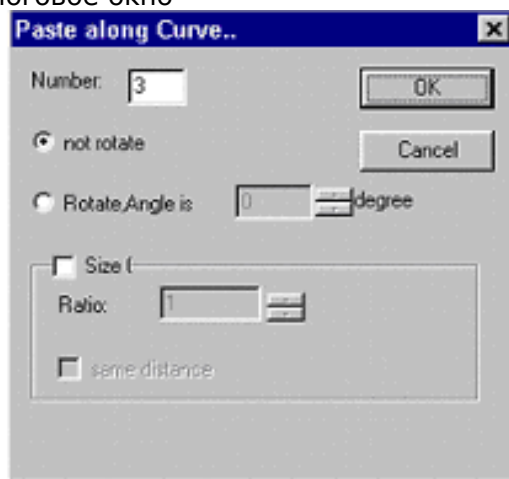 Paste along Curve..
Number: 3
OK
not rotate
Cancel
Rotate,Angle is 0 degree
Size (
Ratio: 1
same distance